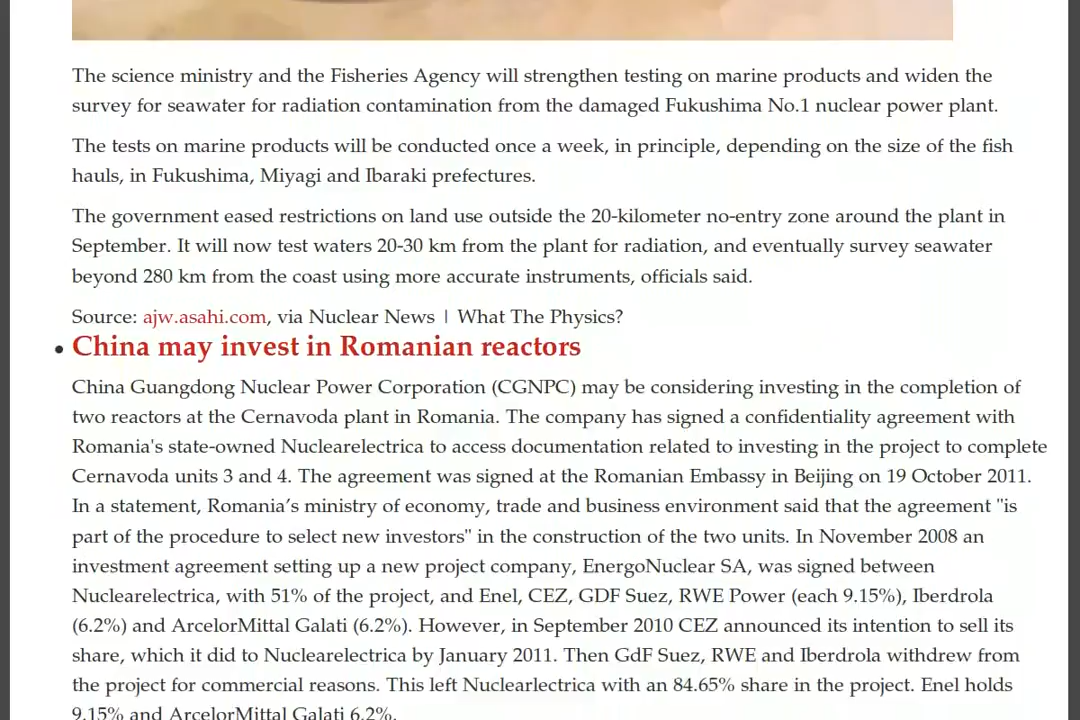 The science ministry and the Fisheries Agency will strengthen testing on marine products and widen the
survey for seawater for radiation contamination from the damaged Fukushima No.1 nuclear power plant.
The tests on marine products will be conducted once a week, in principle, depending on the size of the fish
hauls, in Fukushima, Miyagi and Ibaraki prefectures.
The government eased restrictions on land use outside the 20-kilometer no-entry zone around the plant in
September. It will now test waters 20-30 km from the plant for radiation, and eventually survey seawater
beyond 280 km from the coast using more accurate instruments, officials said.
Source: ajw.asahi.com, via Nuclear News | What The Physics?
• China may invest in Romanian reactors
China Guangdong Nuclear Power Corporation (CGNPC) may be considering investing in the completion of
two reactors at the Cernavoda plant in Romania. The company has signed a confidentiality agreement with
Romania's state-owned Nuclearelectrica to access documentation related to investing in the project to complete
Cernavoda units 3 and 4. The agreement was signed at the Romanian Embassy in Beijing on 19 October 2011.
In a statement, Romania’s ministry of economy, trade and business environment said that the agreement "is
part of the procedure to select new investors" in the construction of the two units. In November 2008 an
investment agreement setting up a new project company, EnergoNuclear SA, was signed between
Nuclearelectrica, with 51% of the project, and Enel, CEZ, GDF Suez, RWE Power (each 9.15%), Iberdrola
(6.2%) and ArcelorMittal Galati (6.2%). However, in September 2010 CEZ announced its intention to sell its
share, which it did to Nuclearelectrica by January 2011. Then GdF Suez, RWE and Iberdrola withdrew from
the project for commercial reasons. This left Nuclearlectrica with an 84.65% share in the project. Enel holds
9.15% and ArcelorMittal Galati 6.2%.